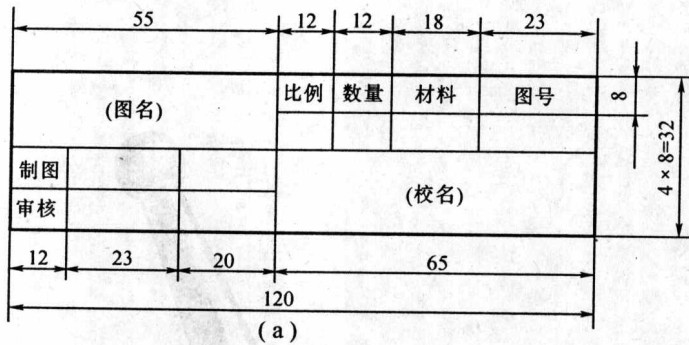 55 12 12 18 23
(图名) 比例 数量 材料 图号 8
4×8=32
制图 (校名)
审核
12 23 20 65
120
(a)